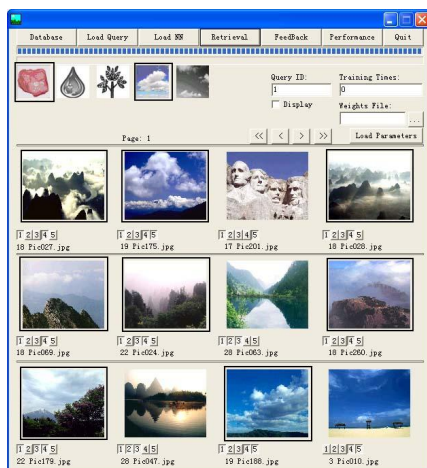 Database Load Query Load NN Retrieval FeedBack Performance Quit
Query ID: Training Times:
1 0
Display Weights File:
...
Page: 1 << < > >> Load Parameters
1 2 3 4 5 1 2 3 4 5 1 2 3 4 5 1 2 3 4 5
18 Pic027.jpg 19 Pic175.jpg 17 Pic201.jpg 18 Pic028.jpg
1 2 3 4 5 1 2 3 4 5 1 2 3 4 5 1 2 3 4 5
18 Pic069.jpg 22 Pic024.jpg 28 Pic063.jpg 18 Pic260.jpg
1 2 3 4 5 1 2 3 4 5 1 2 3 4 5 1 2 3 4 5
22 Pic179.jpg 28 Pic047.jpg 19 Pic188.jpg 3 Pic010.jpg